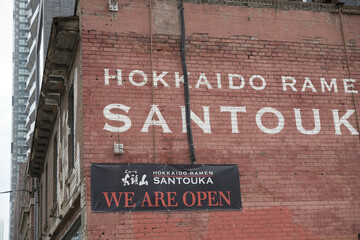 HOKKAIDO RAME
SANTOUK
HOKKAIDO RAMEN
SANTOUKA
WE ARE OPEN